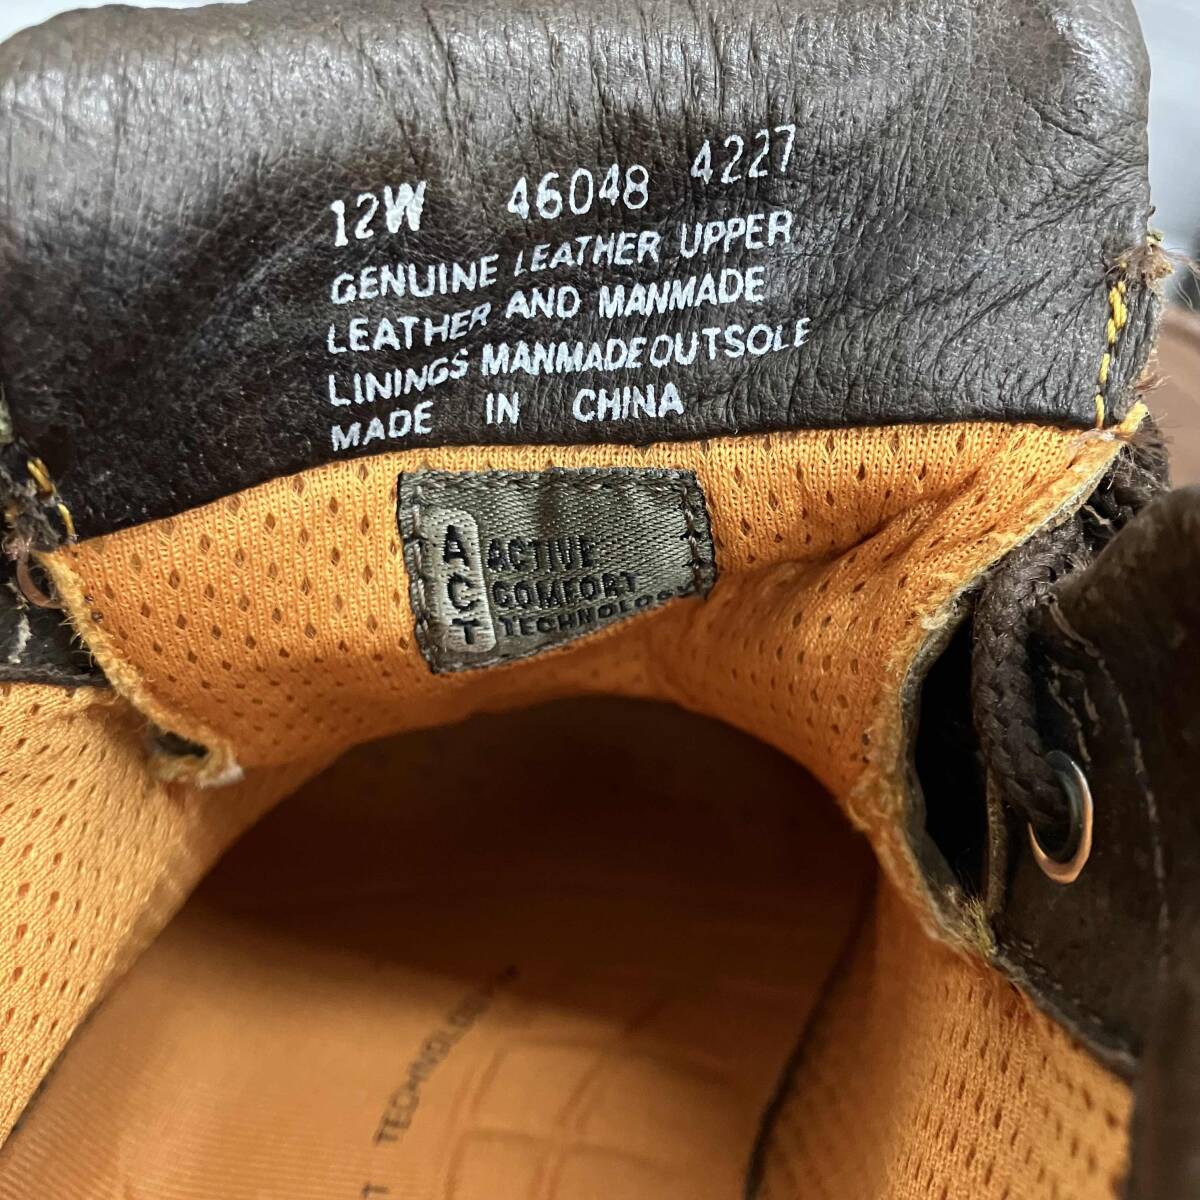 12W 46048 4227
GENUINE LEATHER UPPER
LEATHER AND MANMADE
LININGS MANMADE OUTSOLE
MADE IN CHINA
ACT
ACTIVE
COMFORT
TECHNOLOGY
TECHNOLOGY